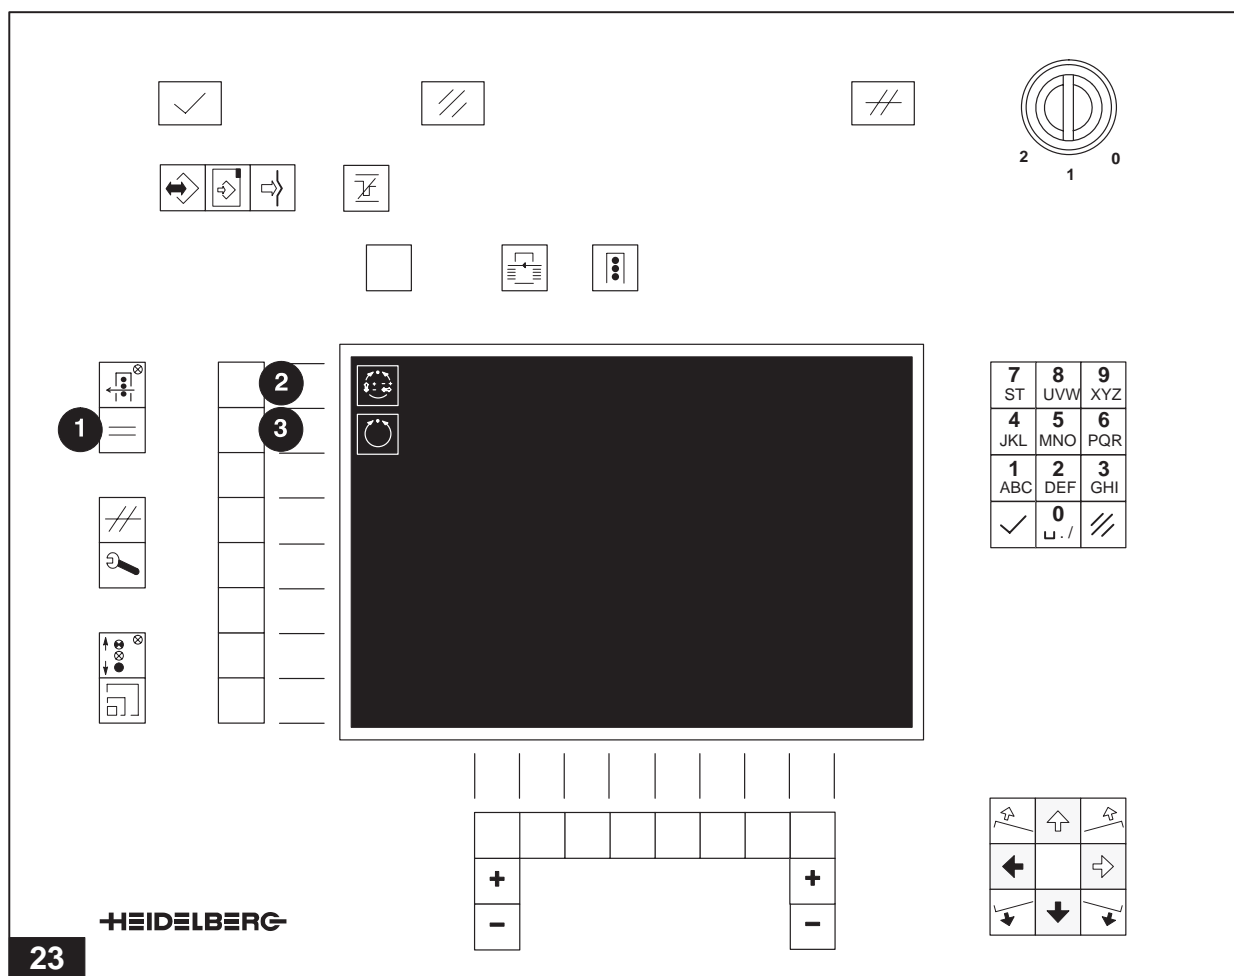 2
0
1
2
1
3
7
8
9
ST
UVW
XYZ
4
5
6
JKL
MNO
PQR
1
2
3
ABC
DEF
GHI
0
␣ . /
+
+
−
−
HEIDELBERG
23